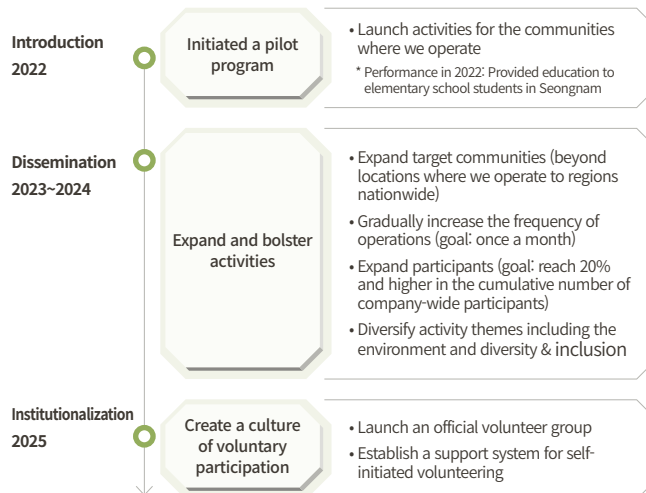 Introduction
2022
Initiated a pilot
program
• Launch activities for the communities
where we operate
* Performance in 2022: Provided education to
elementary school students in Seongnam
Dissemination
2023~2024
Expand and bolster
activities
• Expand target communities (beyond
locations where we operate to regions
nationwide)
• Gradually increase the frequency of
operations (goal: once a month)
• Expand participants (goal: reach 20%
and higher in the cumulative number of
company-wide participants)
• Diversify activity themes including the
environment and diversity & inclusion
Institutionalization
2025
Create a culture
of voluntary
participation
• Launch an official volunteer group
• Establish a support system for self-
initiated volunteering